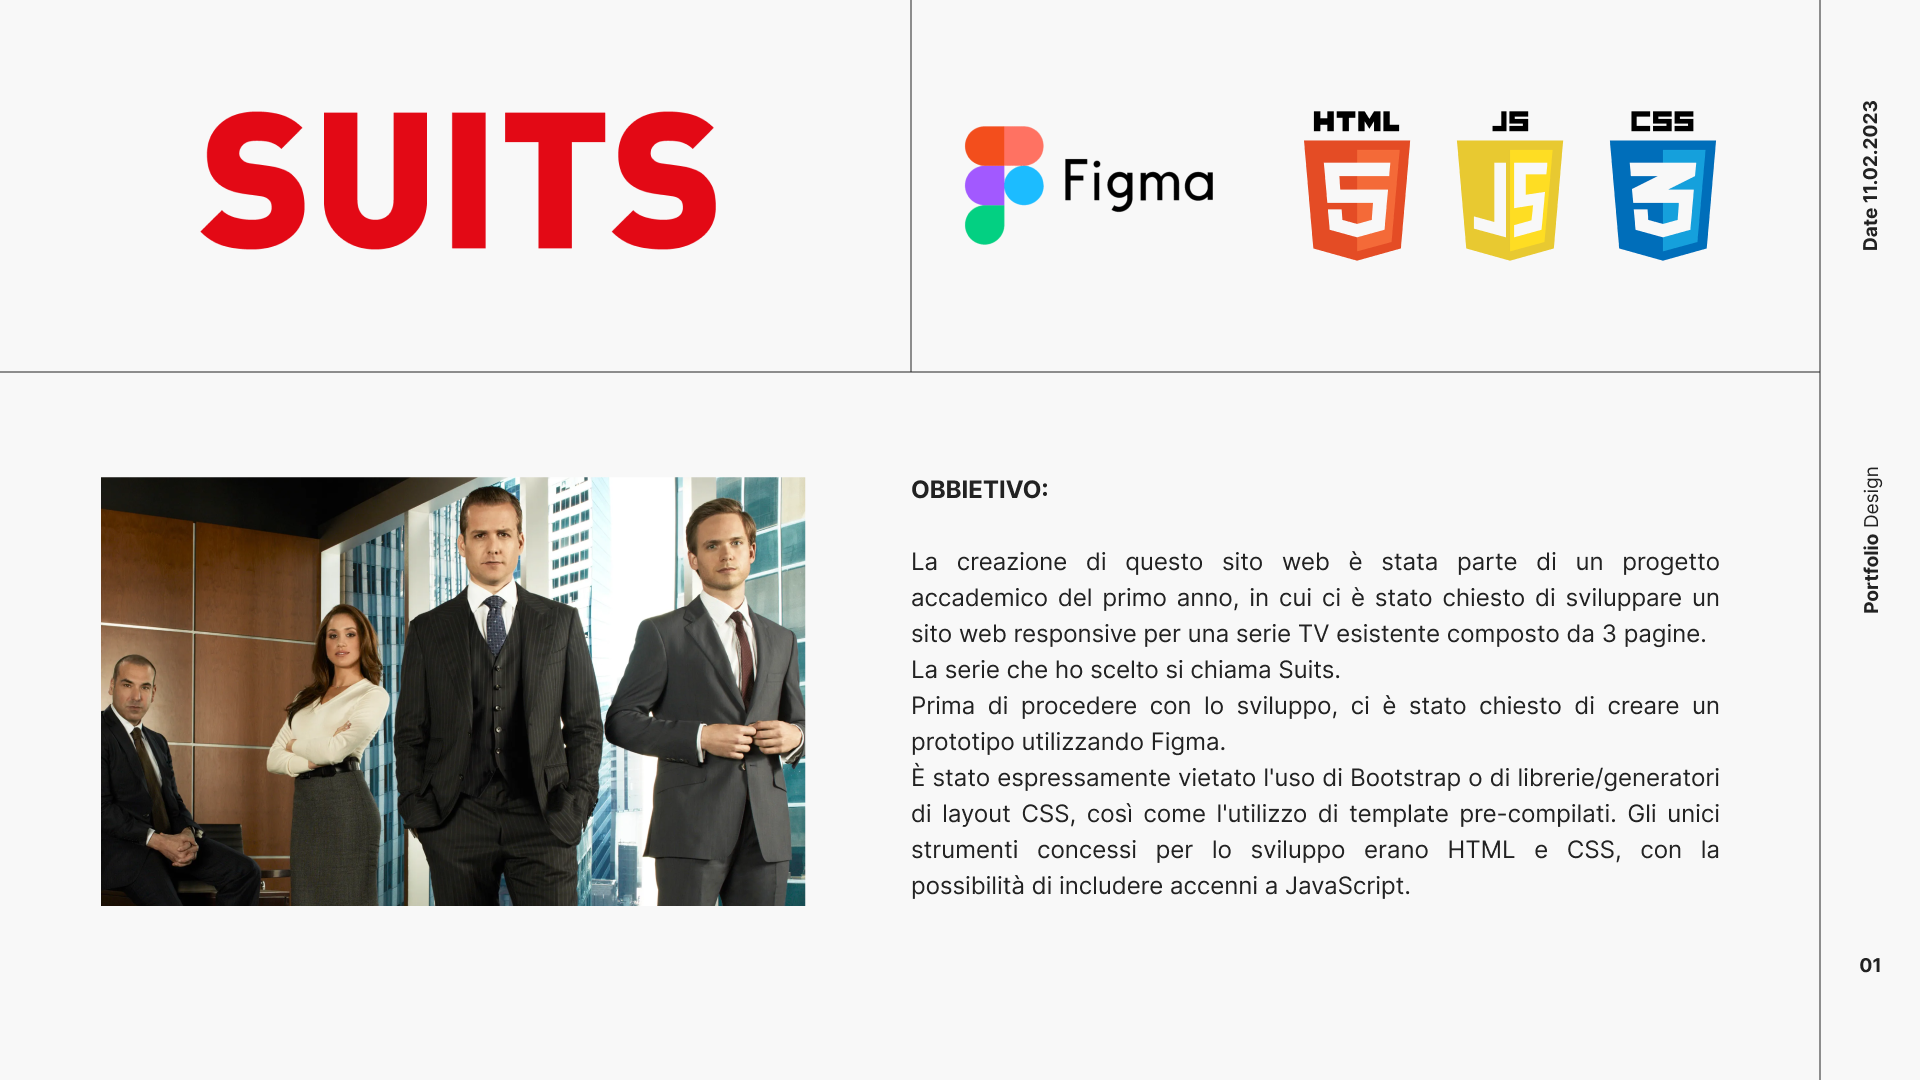 SUITS
Figma
HTML
5
JS
JS
CSS
3
Date 11.02.2023
OBBIETIVO:
La creazione di questo sito web è stata parte di un progetto
accademico del primo anno, in cui ci è stato chiesto di sviluppare un
sito web responsive per una serie TV esistente composto da 3 pagine.
La serie che ho scelto si chiama Suits.
Prima di procedere con lo sviluppo, ci è stato chiesto di creare un
prototipo utilizzando Figma.
È stato espressamente vietato l'uso di Bootstrap o di librerie/generatori
di layout CSS, così come l'utilizzo di template pre-compilati. Gli unici
strumenti concessi per lo sviluppo erano HTML e CSS, con la
possibilità di includere accenni a JavaScript.
Portfolio Design
01